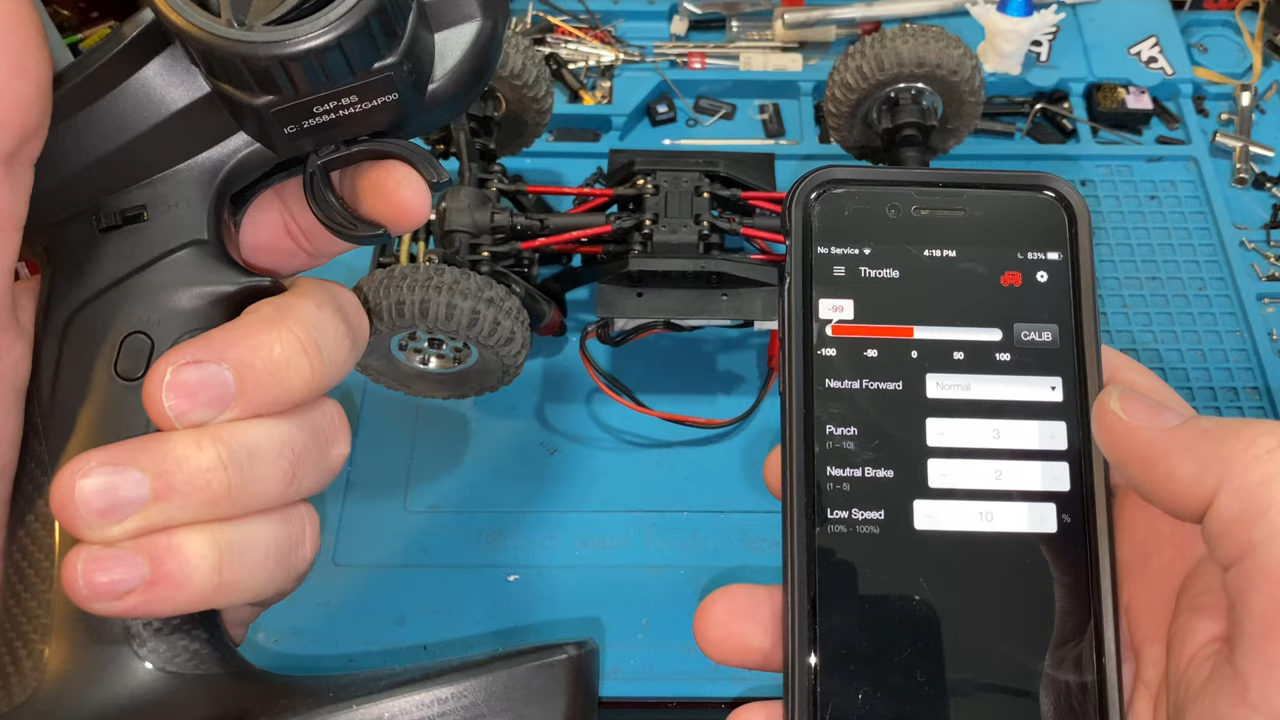 G4P-BS
IC: 25584-N4ZG4P00
No Service
4:18 PM
83%
Throttle
-99
CALIB
-100 -50 0 50 100
Neutral Forward
Normal
Punch
(1 – 10)
- 3
Neutral Brake
(1 – 5)
- 2
Low Speed
(10% - 100%)
- 10 + %